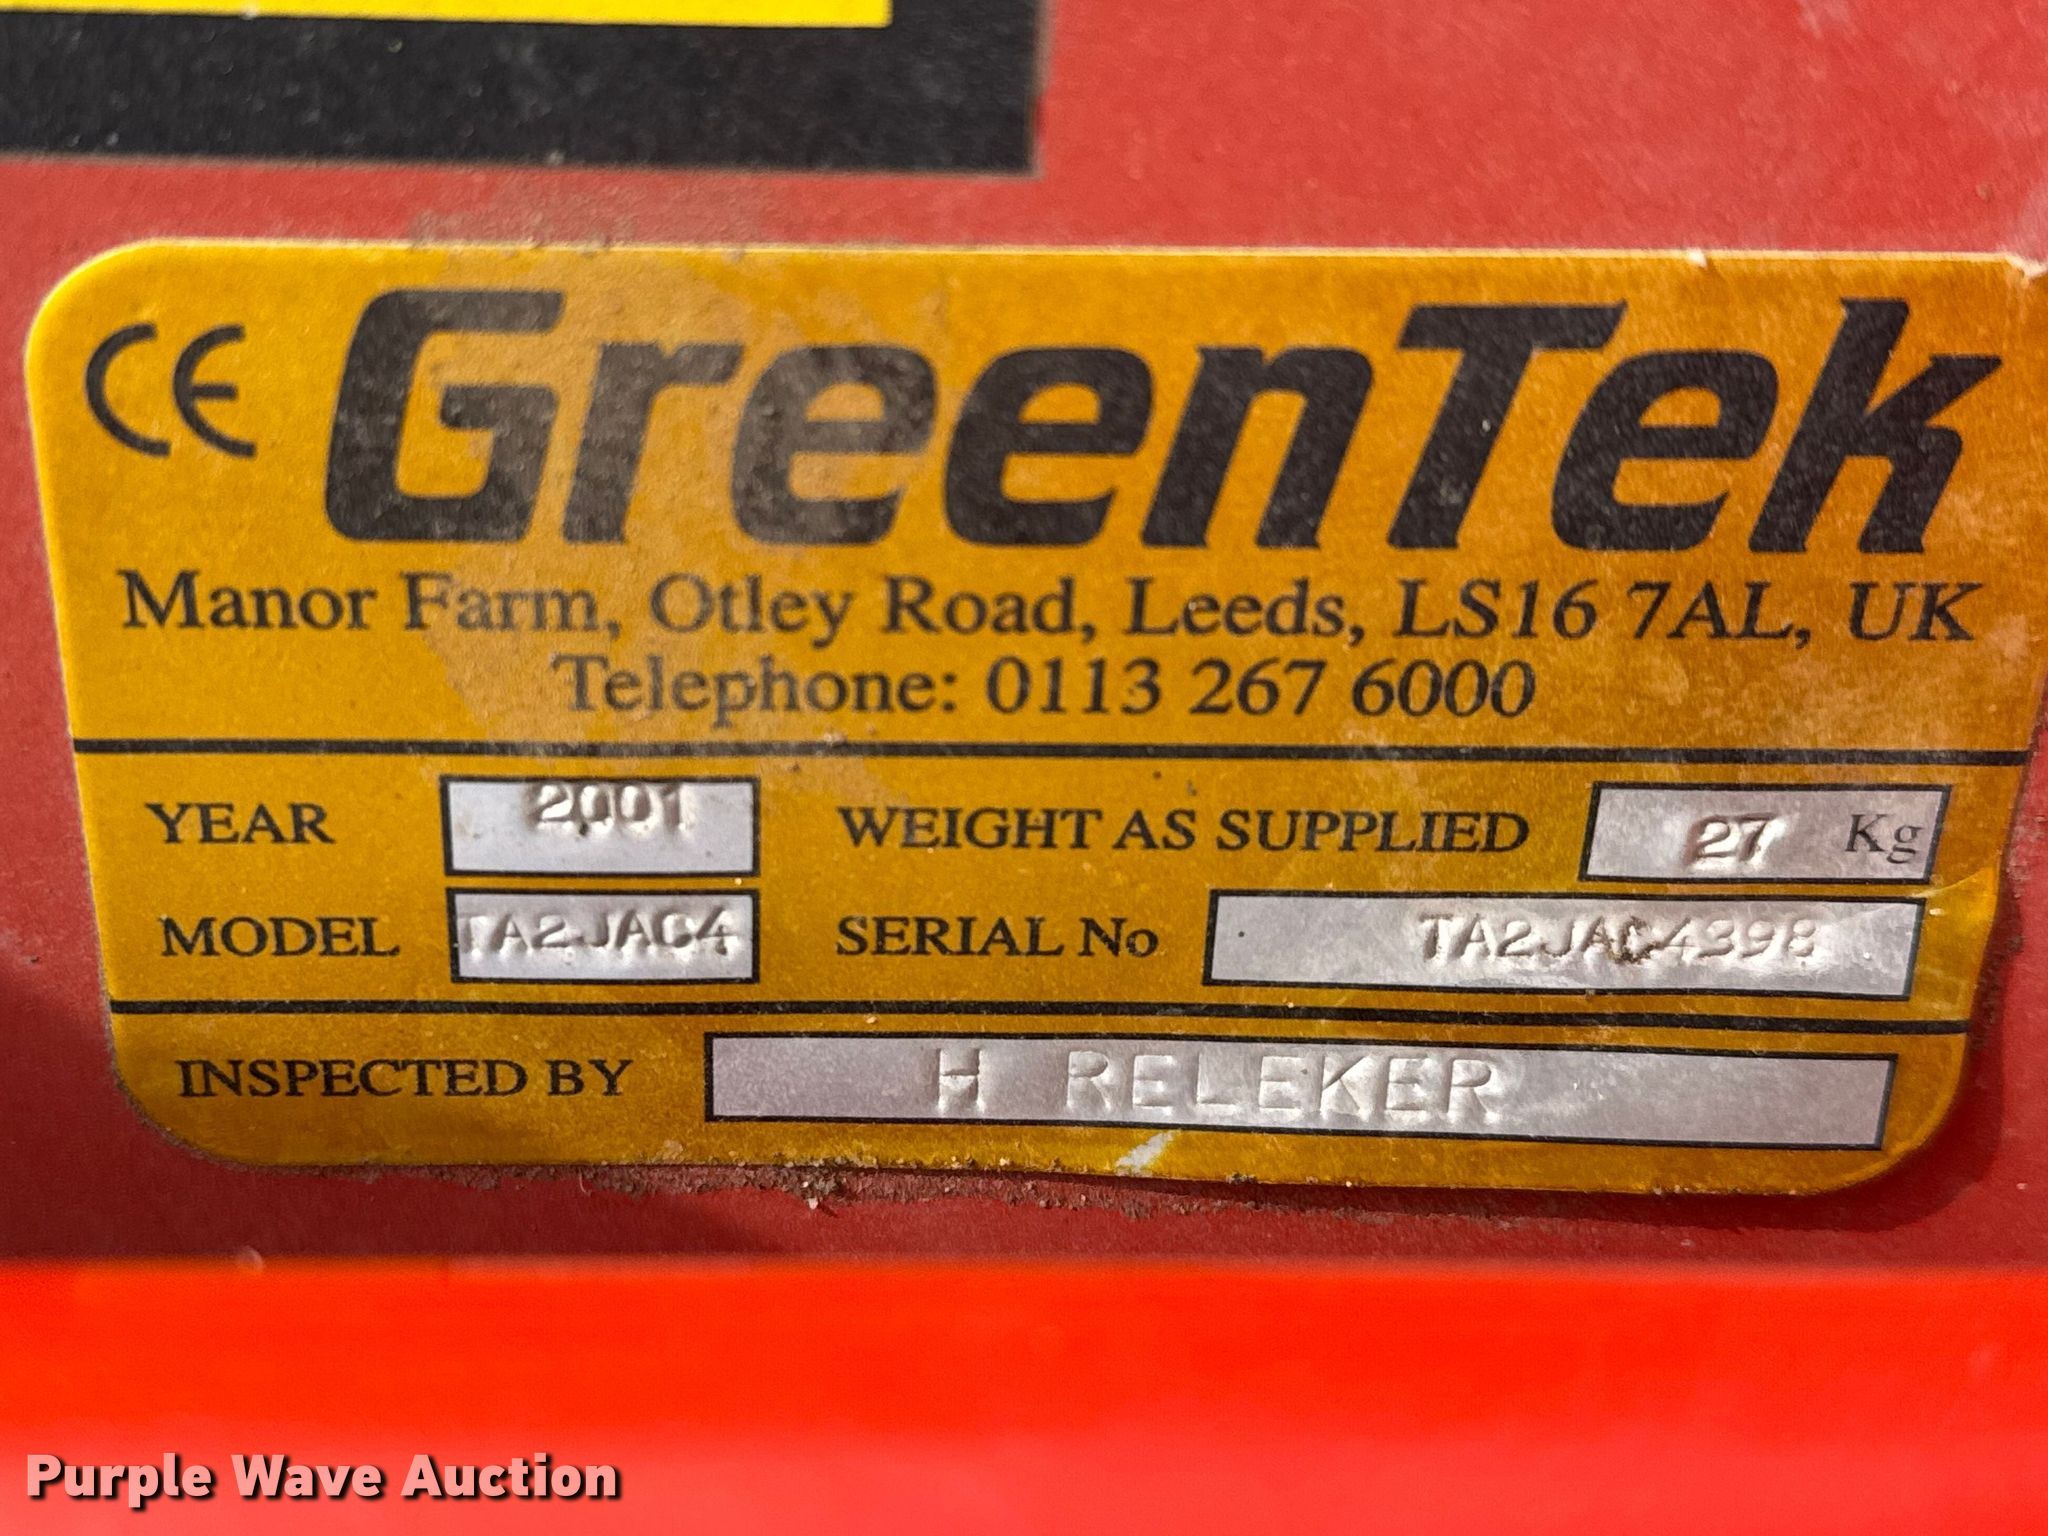 CE GreenTek
Manor Farm, Otley Road, Leeds, LS16 7AL, UK
Telephone: 0113 267 6000
YEAR 2001 WEIGHT AS SUPPLIED 27 Kg
MODEL TA2JAC4 SERIAL No TA2JAC4398
INSPECTED BY H RELEKER
Purple Wave Auction